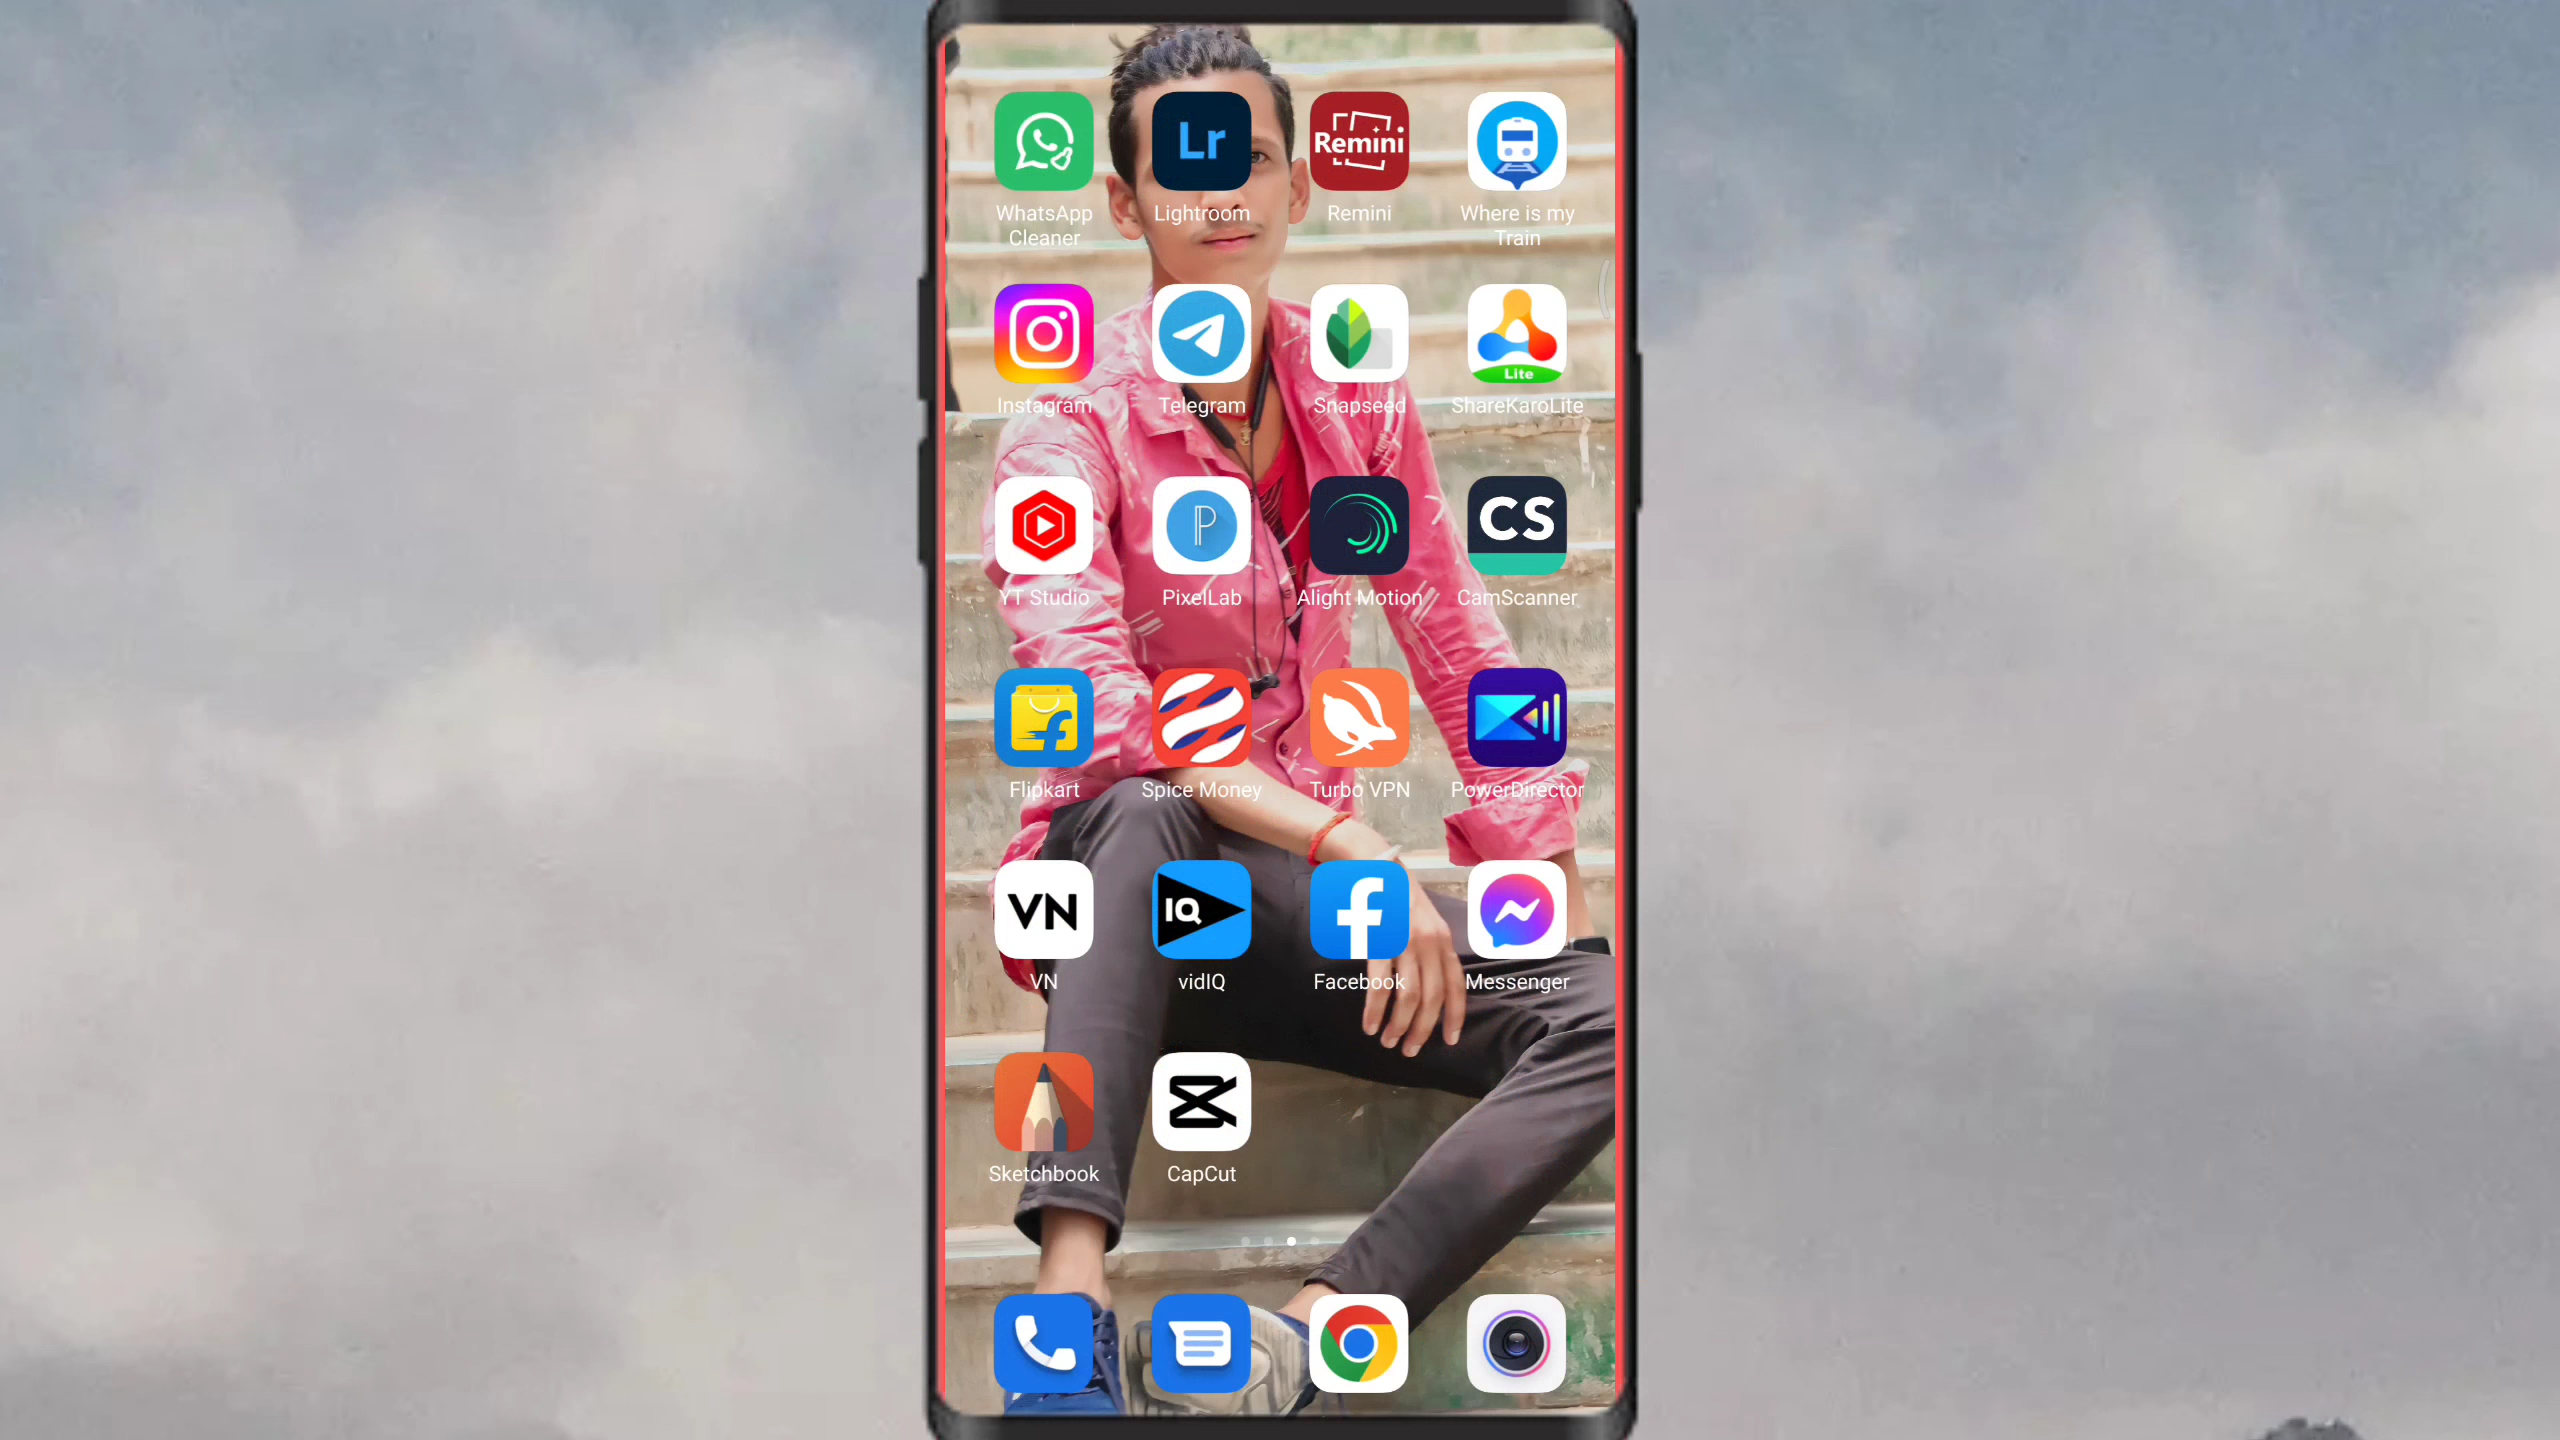 Lr
Remini
WhatsApp
Cleaner
Lightroom
Remini
Where is my
Train
Lite
Instagram
Telegram
Snapseed
ShareKaroLite
P
CS
YT Studio
PixelLab
Alight Motion
CamScanner
f
Flipkart
Spice Money
Turbo VPN
PowerDirector
VN
IQ
f
VN
vidIQ
Facebook
Messenger
Sketchbook
CapCut